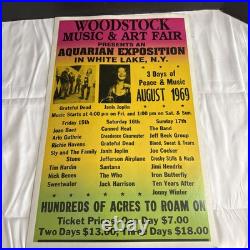 WOODSTOCK
MUSIC & ART FAIR
PRESENTS AN
AQUARIAN EXPOSITION
IN WHITE LAKE, N.Y.
3 Days of
Peace & Music
AUGUST 1969
Grateful Dead
Janis Joplin
Music Starts at 4:00 pm on Fri, and 1:00 pm on Sat, & Sun
Friday 15th
Joan Baez
Arlo Guthrie
Richie Havens
Sly and The Family
Stone
Tim Hardin
Nick Benes
Sweetwater
Saturday 16th
Canned Heat
Creedence Clearwater
Grateful Dead
Janis Joplin
Jefferson Airplane
Santana
The Who
Jack Harrison
Sunday 17th
The Band
Jeff Beck Group
Blood, Sweat & Tears
Joe Cocker
Crosby Stills & Nash
Jimi Hendrix
Iron Butterfly
Ten Years After
Jonny Winter
HUNDREDS OF ACRES TO ROAM ON
Ticket Prices: One Day $7.00
Two Days $13.00, Three Days $18.00